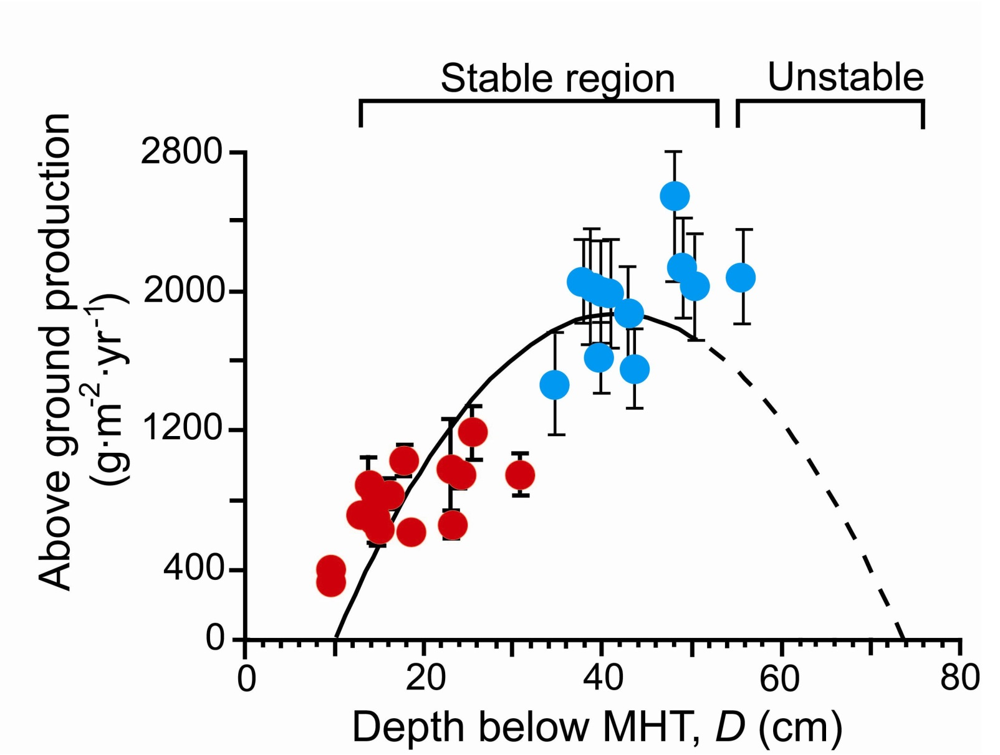 Stable region
Unstable
Above ground production
(g·m-2·yr-1)
2800
2000
1200
400
0
0 20 40 60 80
Depth below MHT, D (cm)